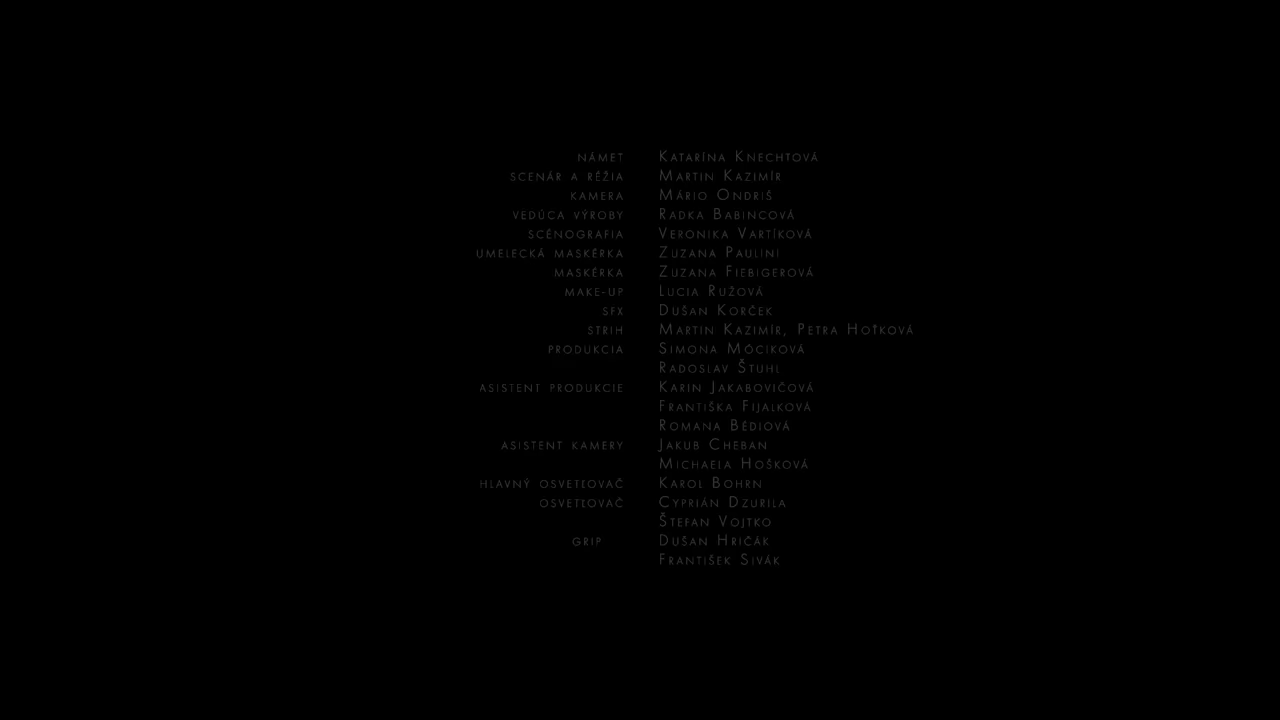 NÁMET KATARÍNA KNECHTOVÁ
SCENÁR A RÉŽIA MARTIN KAZIMÍR
KAMERA MÁRIO ONDRIŠ
VEDÚCA VÝROBY RADKA BABINCOVÁ
SCÉNOGRAFIA VERONIKA VARTÍKOVÁ
UMELECKÁ MASKÉRKA ZUZANA PAULINI
MASKÉRKA ZUZANA FIEBIGEROVÁ
MAKE-UP LUCIA RUŽOVÁ
SFX DUŠAN KORČEK
STRIH MARTIN KAZIMÍR, PETRA HOŤKOVÁ
PRODUKCIA SIMONA MÔCIKOVÁ
RADOSLAV ŠTUHL
ASISTENT PRODUKCIE KARIN JAKABOVIČOVÁ
FRANTIŠKA FIJALKOVÁ
ROMANA BÉDIOVÁ
ASISTENT KAMERY JAKUB CHEBAN
MICHAELA HOŠKOVÁ
HLAVNÝ OSVETĽOVAČ KAROL BOHRN
OSVETĽOVAČ CYPRIÁN DZURILA
ŠTEFAN VOJTKO
GRIP DUŠAN HRIČÁK
FRANTIŠEK SIVÁK